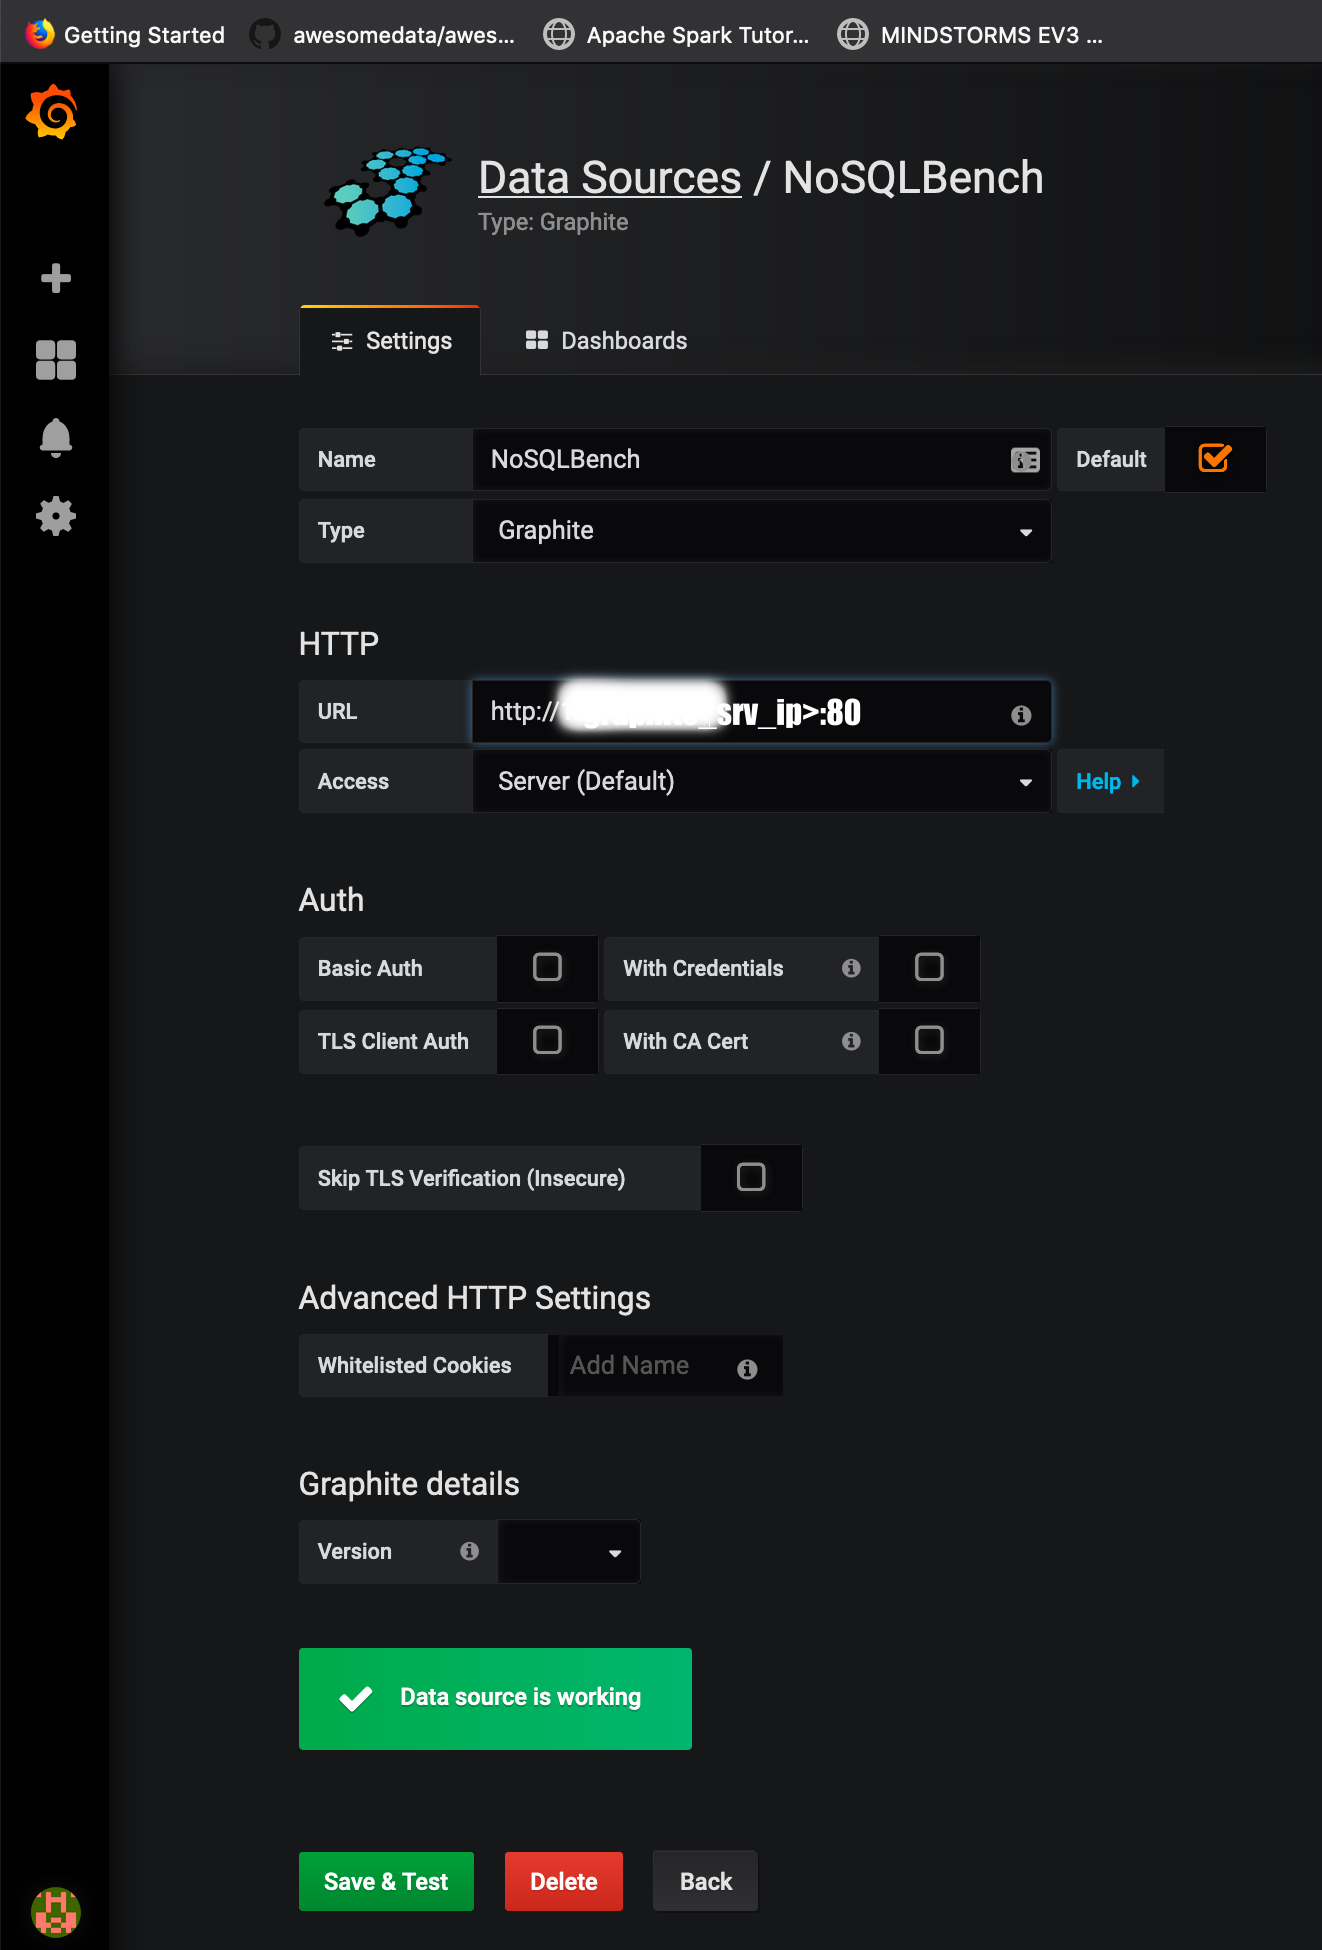 Getting Started awesomedata/awes... Apache Spark Tutor... MINDSTORMS EV3 ...
Data Sources / NoSQLBench
Type: Graphite
Settings Dashboards
Name NoSQLBench Default
Type Graphite
HTTP
URL http://graphite_srv_ip>:80
Access Server (Default) Help
Auth
Basic Auth With Credentials
TLS Client Auth With CA Cert
Skip TLS Verification (Insecure)
Advanced HTTP Settings
Whitelisted Cookies Add Name
Graphite details
Version
Data source is working
Save & Test Delete Back